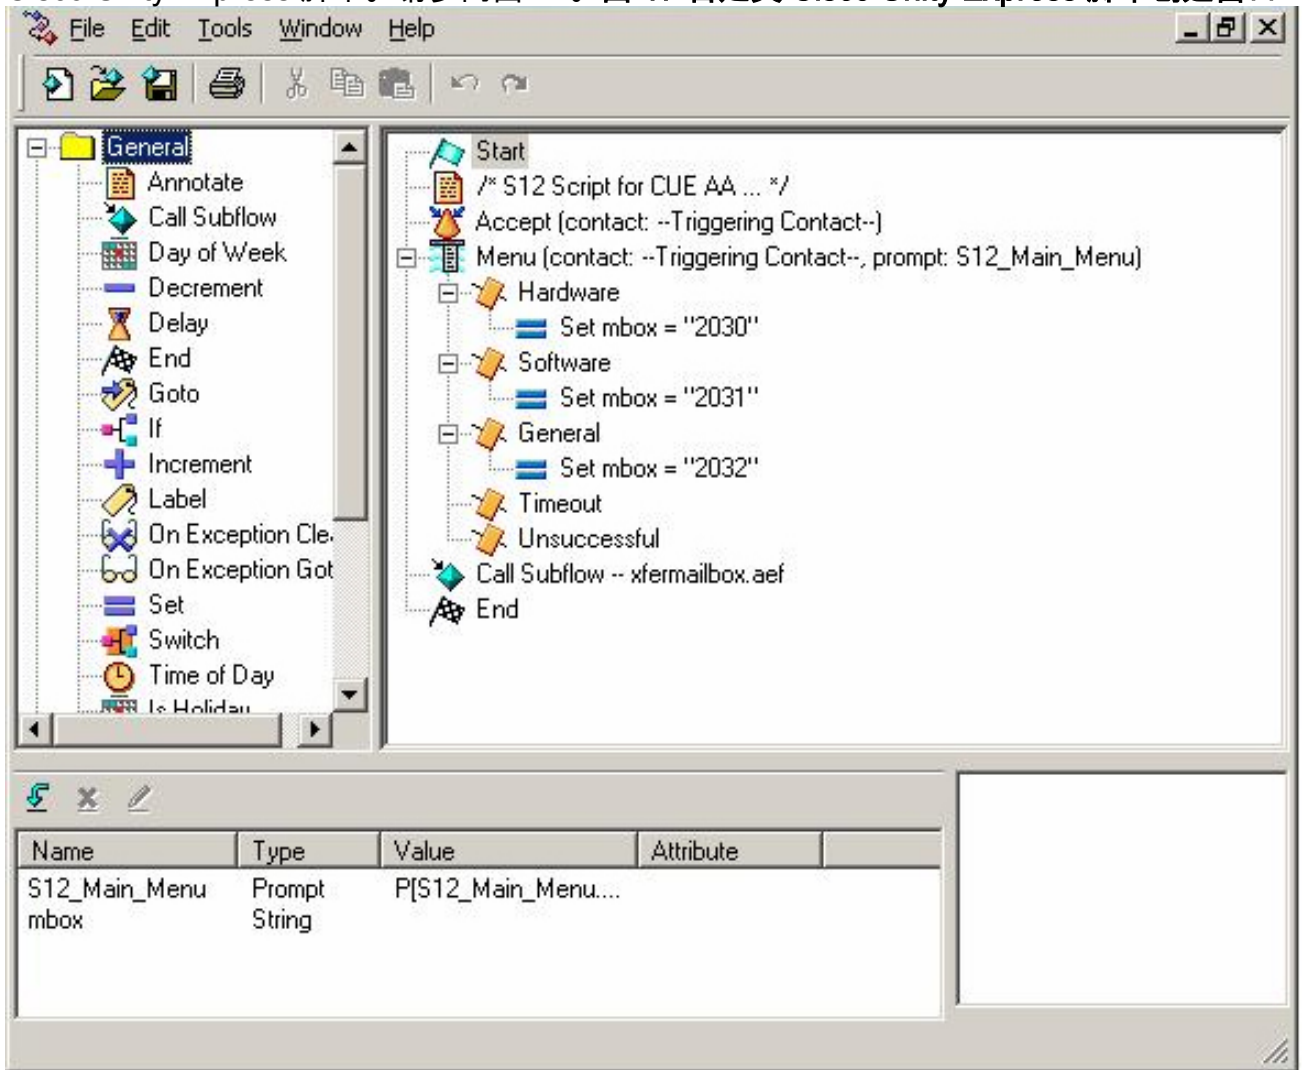 File Edit Tools Window Help
General
Annotate
Call Subflow
Day of Week
Decrement
Delay
End
Goto
If
Increment
Label
On Exception Cle
On Exception Got
Set
Switch
Time of Day
Is Holiday
Start
/* S12 Script for CUE AA ... */
Accept (contact: --Triggering Contact--)
Menu (contact: --Triggering Contact--, prompt: S12_Main_Menu)
Hardware
Set mbox = "2030"
Software
Set mbox = "2031"
General
Set mbox = "2032"
Timeout
Unsuccessful
Call Subflow -- xfermailbox.aef
End
Name Type Value Attribute
S12_Main_Menu Prompt P[S12_Main_Menu....
mbox String